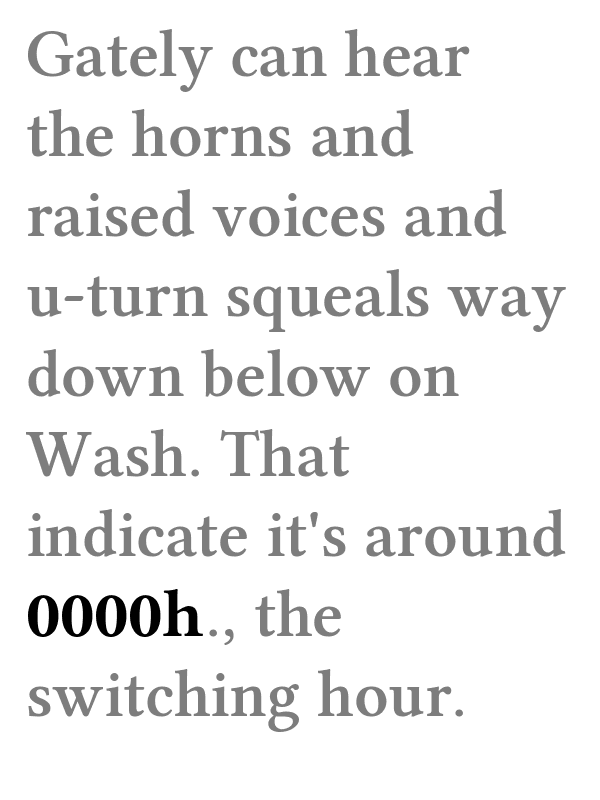 Gately can hear
the horns and
raised voices and
u-turn squeals way
down below on
Wash. That
indicate it's around
0000h., the
switching hour.